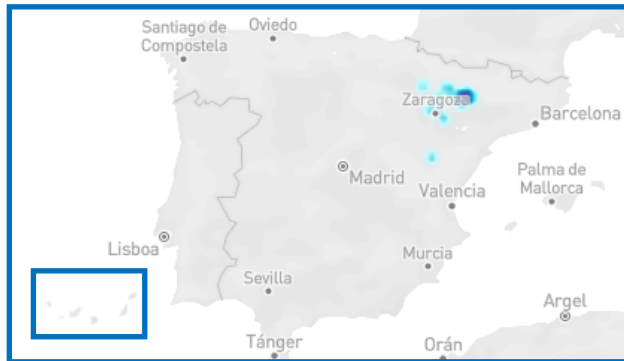 Oviedo
Santiago de
Compostela
Zaragoza
Barcelona
Madrid
Palma de
Mallorca
Valencia
Lisboa
Murcia
Sevilla
Argel
Tánger
Orán